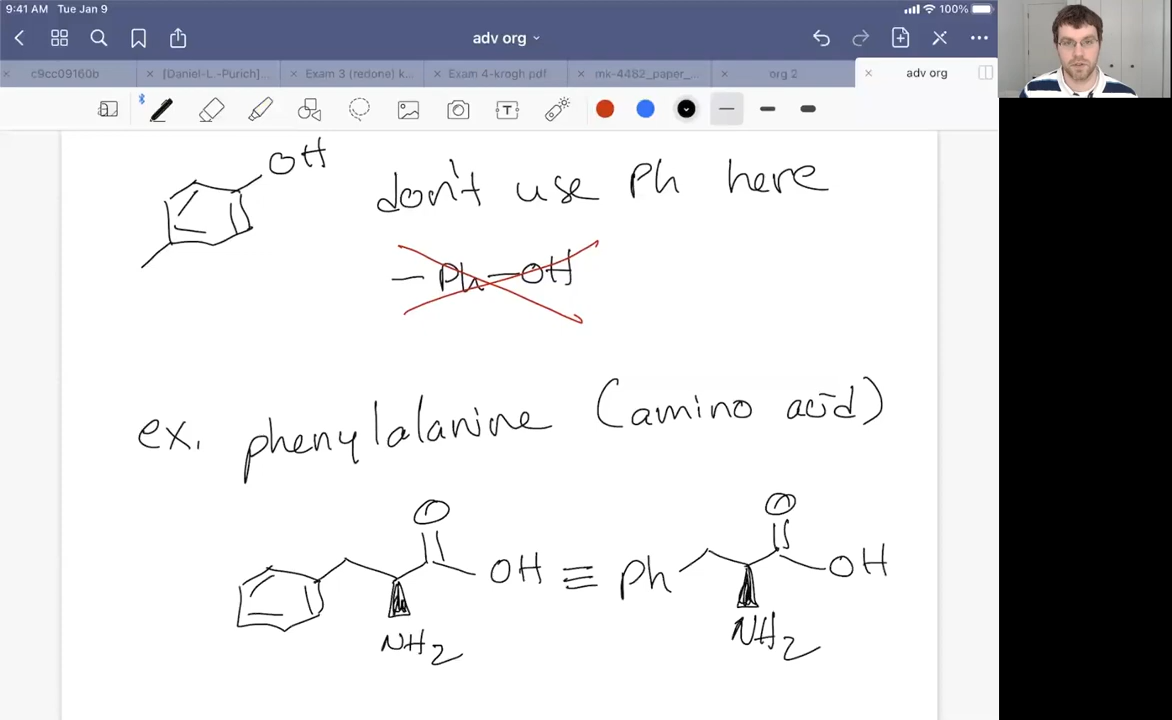 9:41 AM Tue Jan 9
100%
adv org
c9cc09160b
[Daniel-L.-Purich]...
Exam 3 (redone) k...
Exam 4-krogh pdf
mk-4482_paper_...
org 2
adv org
T
OH
don't use Ph here
– Ph–OH
ex. phenylalanine (amino acid)
O O
OH ≡ Ph OH
NH2 NH2